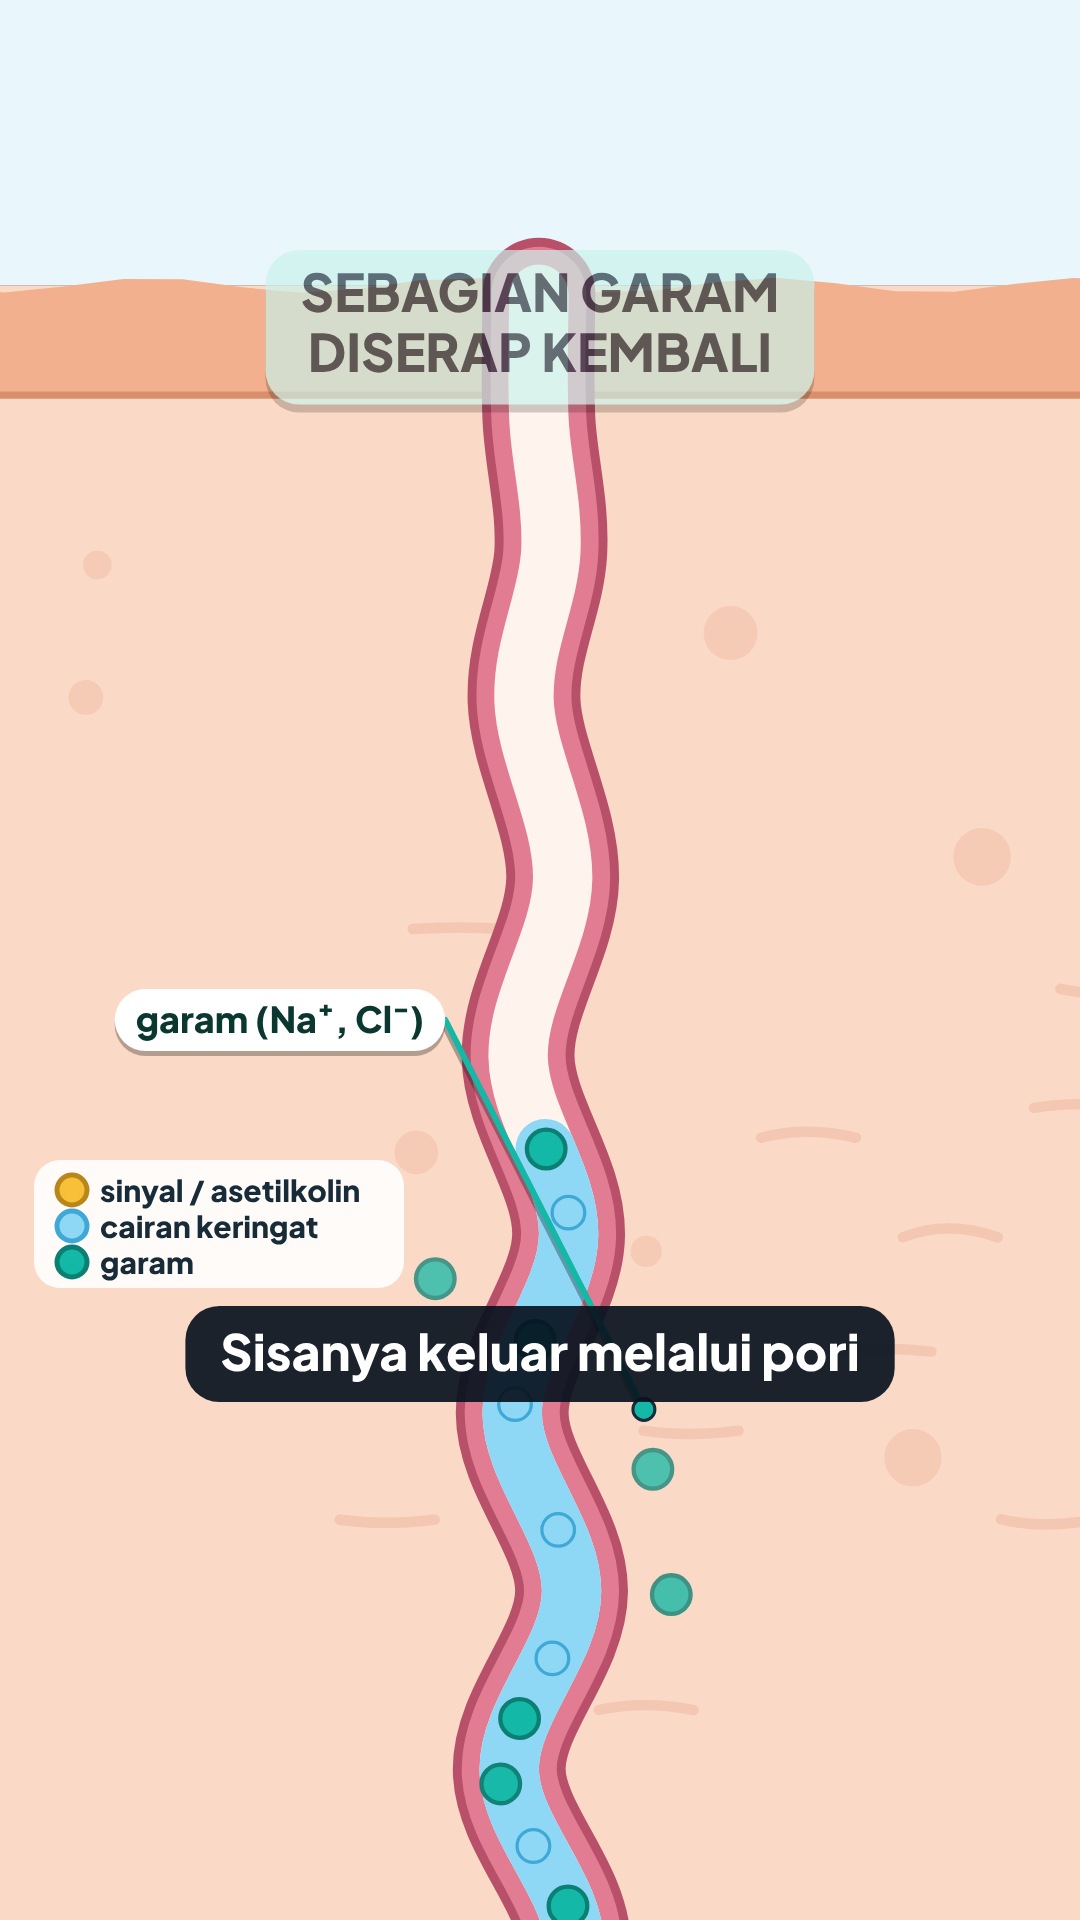 SEBAGIAN GARAM
DISERAP KEMBALI
garam (Na⁺, Cl⁻)
sinyal / asetilkolin
cairan keringat
garam
Sisanya keluar melalui pori